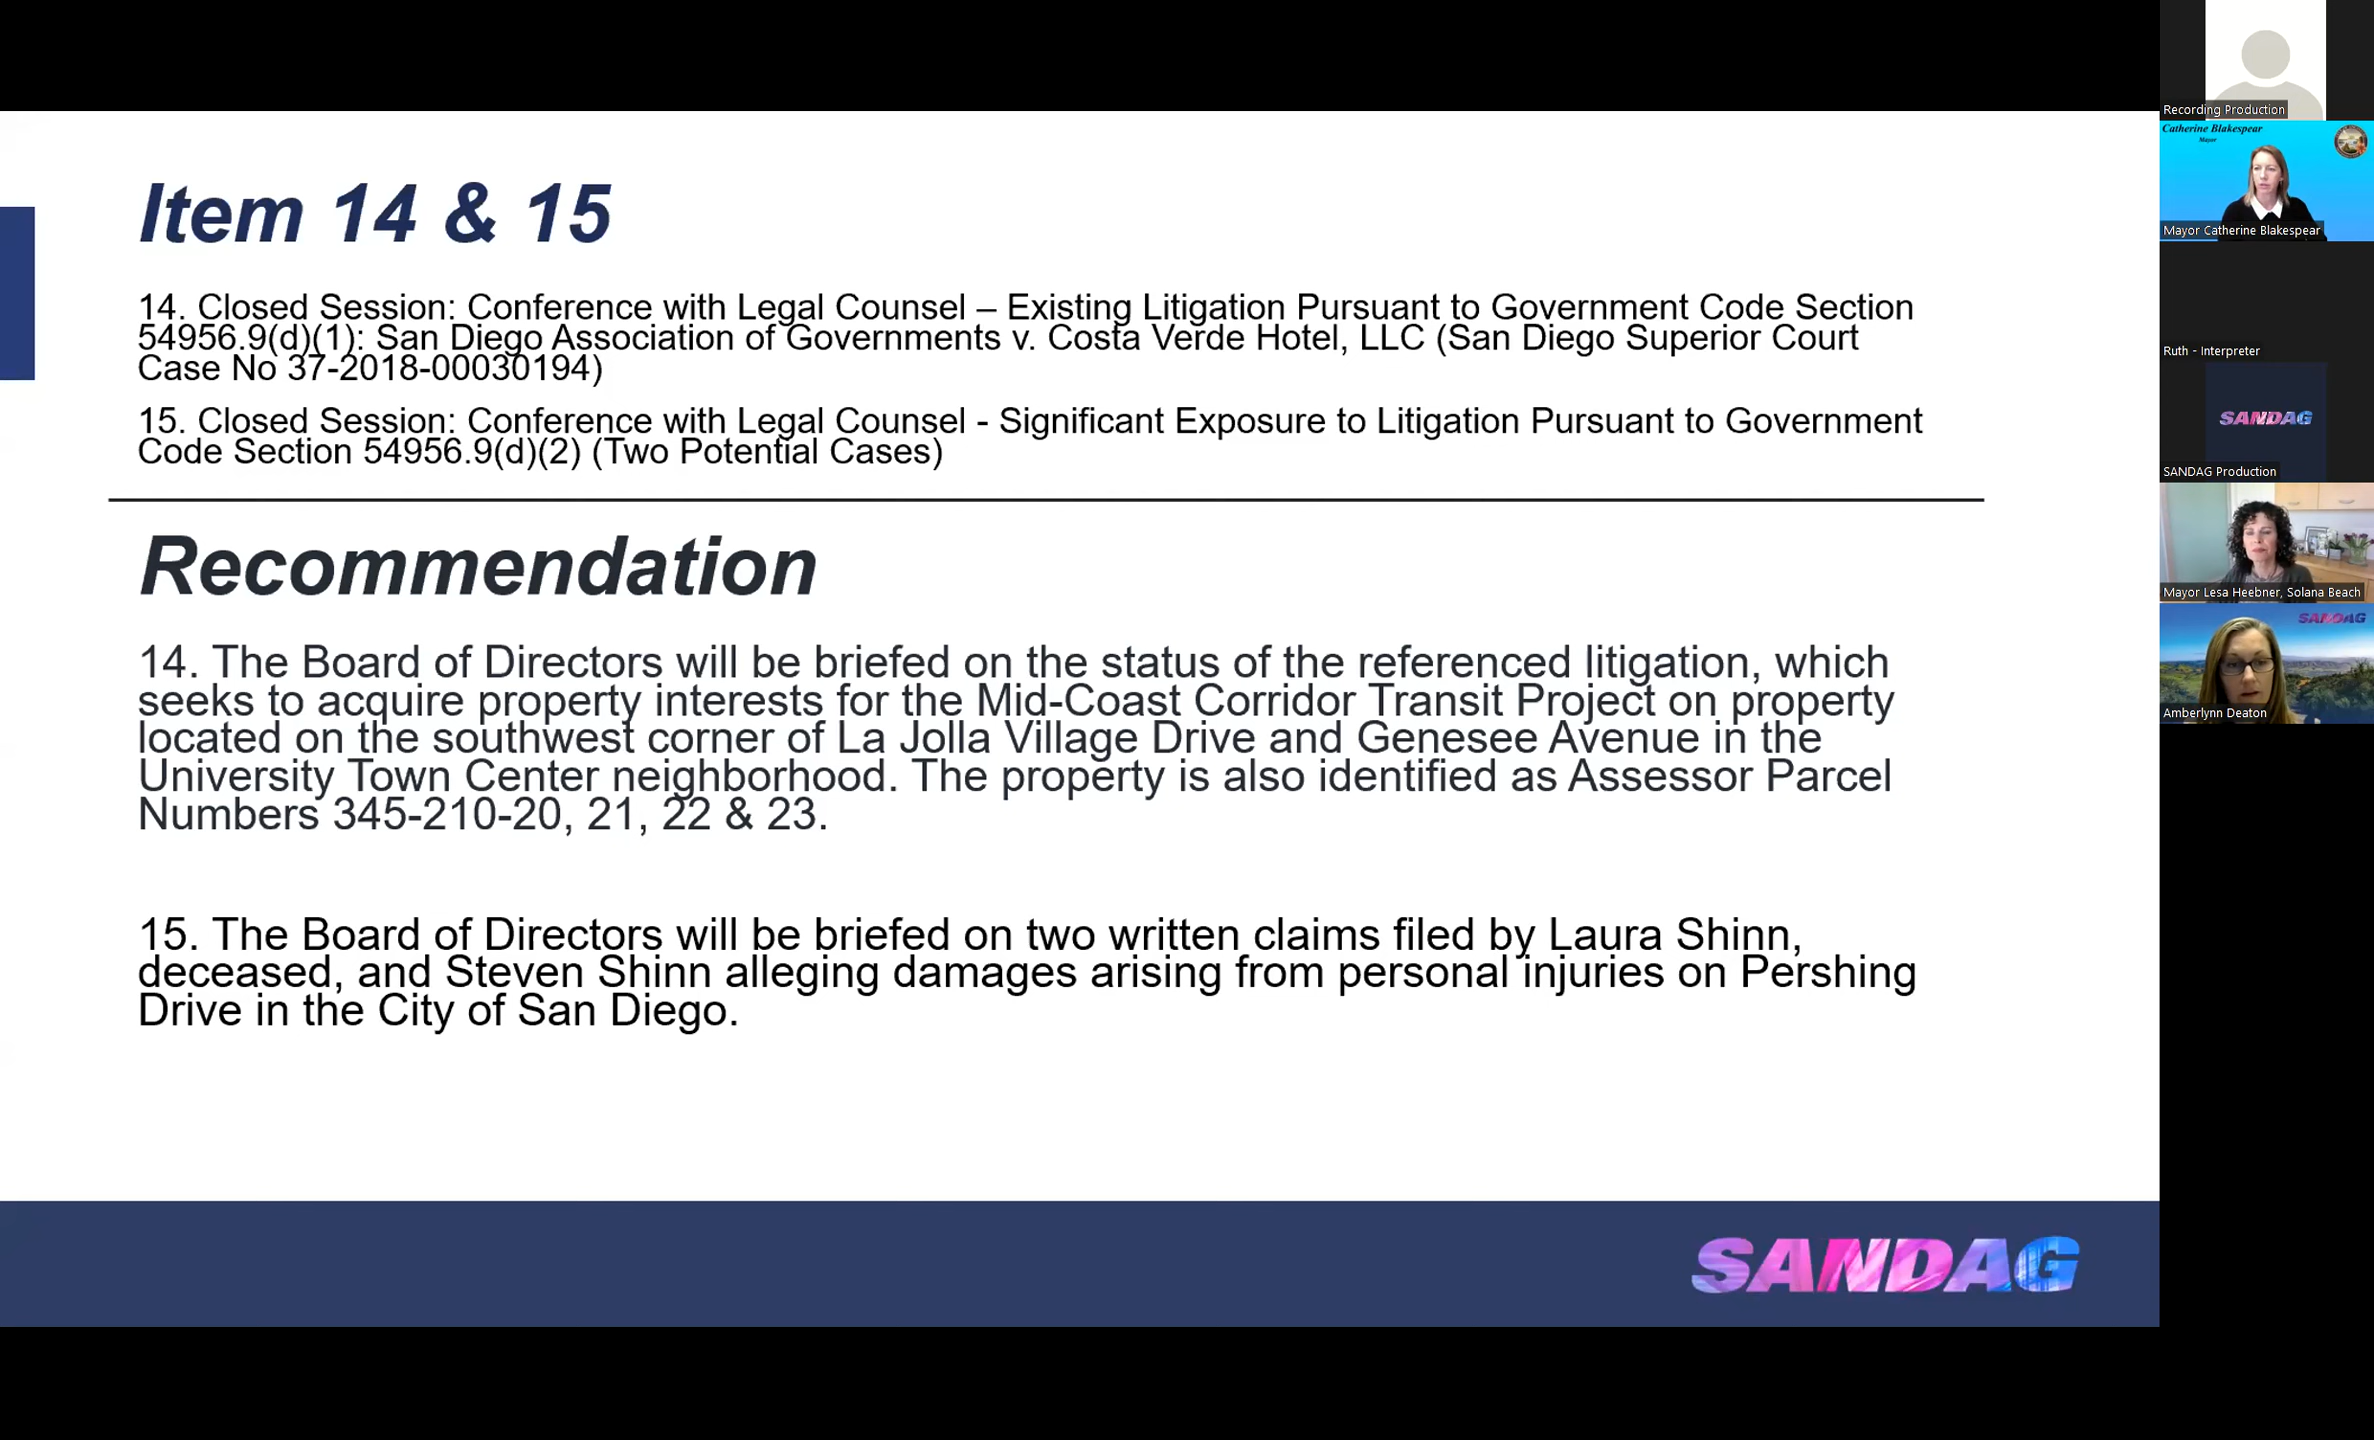 Item 14 & 15
14. Closed Session: Conference with Legal Counsel – Existing Litigation Pursuant to Government Code Section
54956.9(d)(1): San Diego Association of Governments v. Costa Verde Hotel, LLC (San Diego Superior Court
Case No 37-2018-00030194)
15. Closed Session: Conference with Legal Counsel - Significant Exposure to Litigation Pursuant to Government
Code Section 54956.9(d)(2) (Two Potential Cases)
Recommendation
14. The Board of Directors will be briefed on the status of the referenced litigation, which
seeks to acquire property interests for the Mid-Coast Corridor Transit Project on property
located on the southwest corner of La Jolla Village Drive and Genesee Avenue in the
University Town Center neighborhood. The property is also identified as Assessor Parcel
Numbers 345-210-20, 21, 22 & 23.
15. The Board of Directors will be briefed on two written claims filed by Laura Shinn,
deceased, and Steven Shinn alleging damages arising from personal injuries on Pershing
Drive in the City of San Diego.
SANDAG
Recording Production
Catherine Blakespear
Mayor
Mayor Catherine Blakespear
Ruth - Interpreter
SANDAG
SANDAG Production
Mayor Lesa Heebner, Solana Beach
SANDAG
Amberlynn Deaton